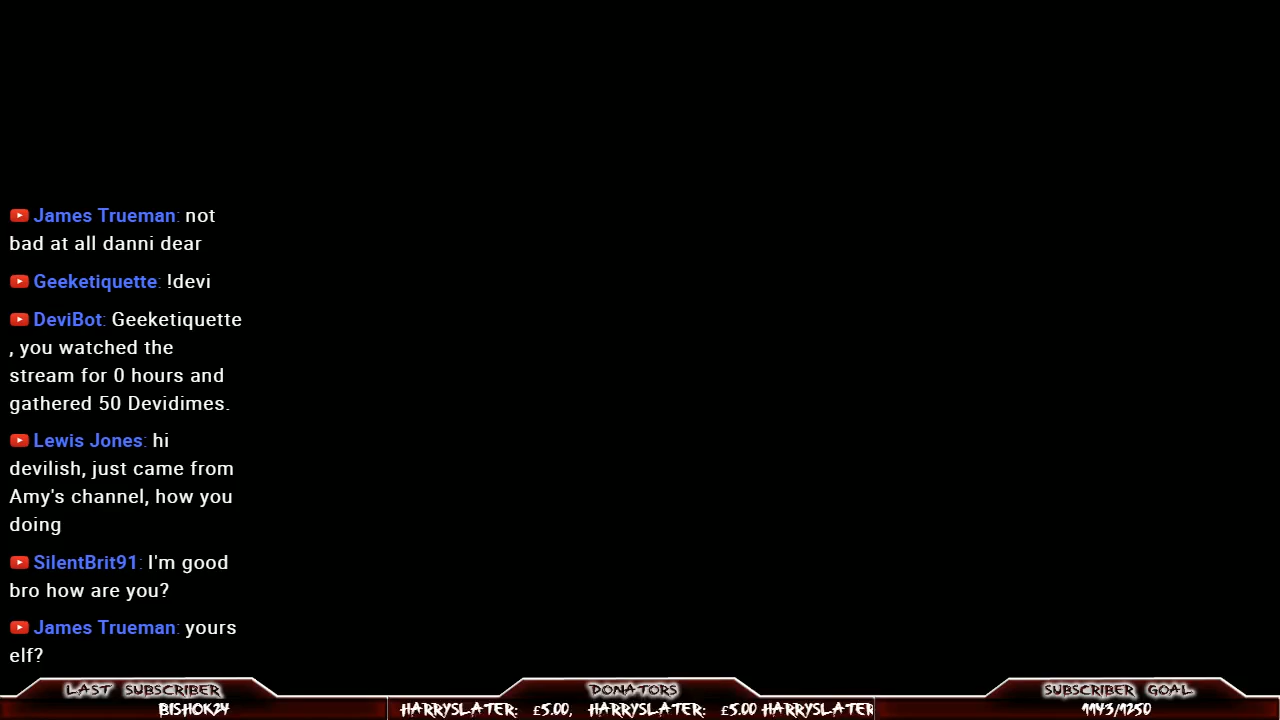 James Trueman: not
bad at all danni dear
Geeketiquette: !devi
DeviBot: Geeketiquette
, you watched the
stream for 0 hours and
gathered 50 Devidimes.
Lewis Jones: hi
devilish, just came from
Amy's channel, how you
doing
SilentBrit91: I'm good
bro how are you?
James Trueman: yours
elf?
LAST SUBSCRIBER
BISHOK24
DONATORS
HARRYSLATER: £5.00, HARRYSLATER: £5.00 HARRYSLATER
SUBSCRIBER GOAL
1143/1250